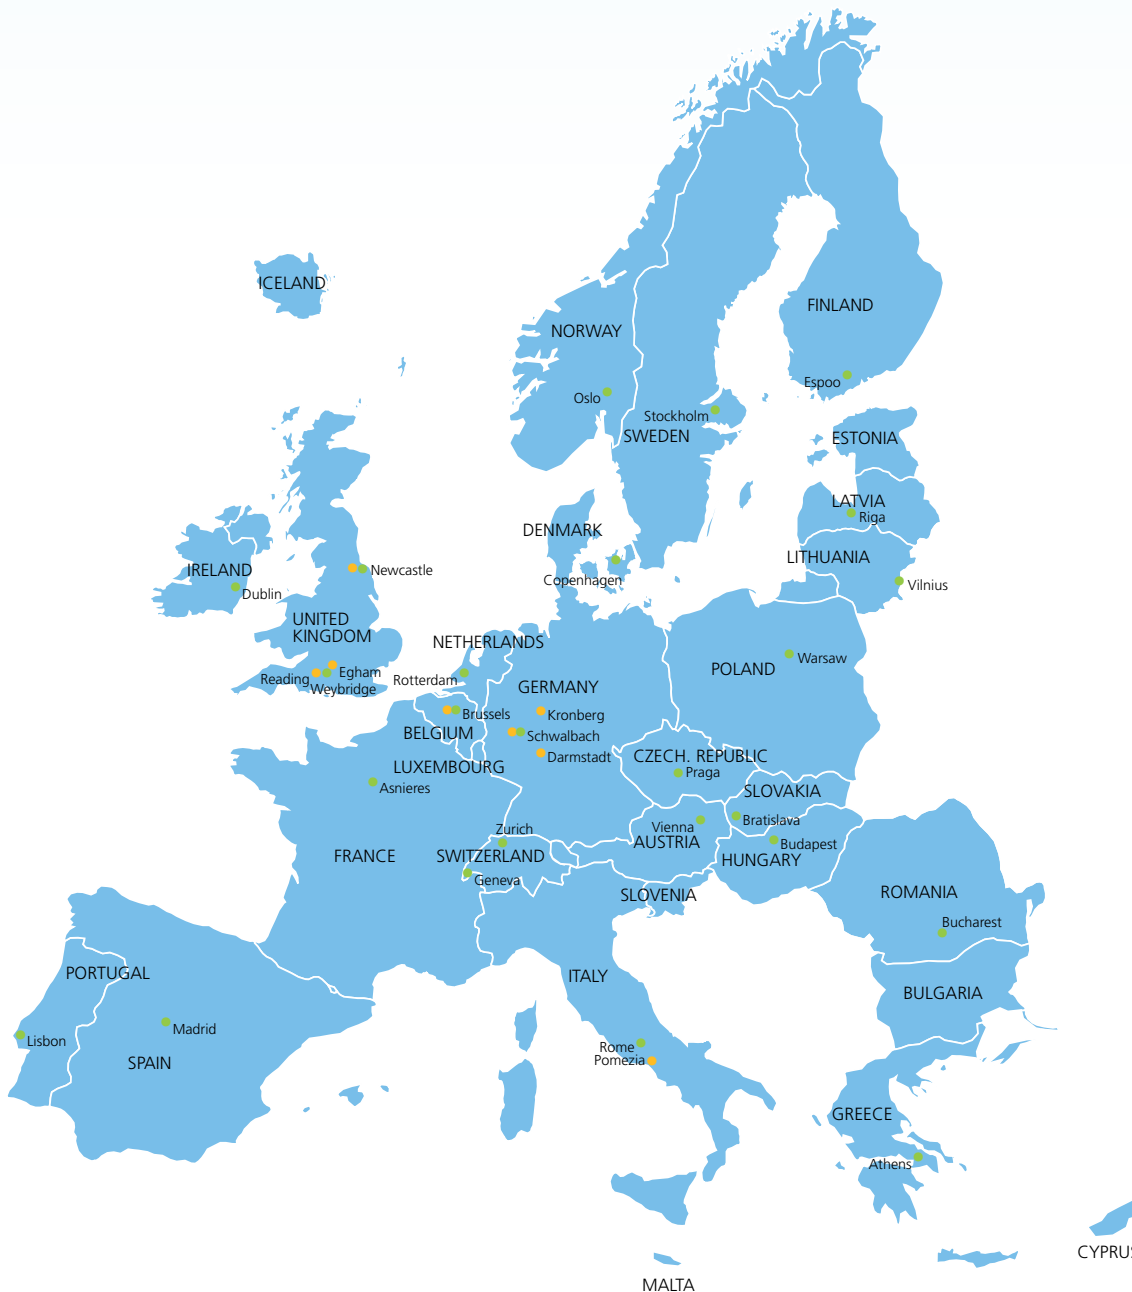 ICELAND
FINLAND
NORWAY
Espoo
Oslo
Stockholm
SWEDEN
ESTONIA
LATVIA
Riga
DENMARK
LITHUANIA
IRELAND
Newcastle
Copenhagen
Vilnius
Dublin
UNITED
KINGDOM
NETHERLANDS
Warsaw
POLAND
Egham
Reading
Rotterdam
Weybridge
GERMANY
Brussels
Kronberg
BELGIUM
Schwalbach
Darmstadt
CZECH. REPUBLIC
LUXEMBOURG
Praga
Asnieres
SLOVAKIA
Bratislava
Zurich
Vienna
AUSTRIA
Budapest
FRANCE
SWITZERLAND
HUNGARY
Geneva
SLOVENIA
ROMANIA
Bucharest
PORTUGAL
ITALY
BULGARIA
Madrid
Lisbon
Rome
SPAIN
Pomezia
GREECE
Athens
CYPRUS
MALTA